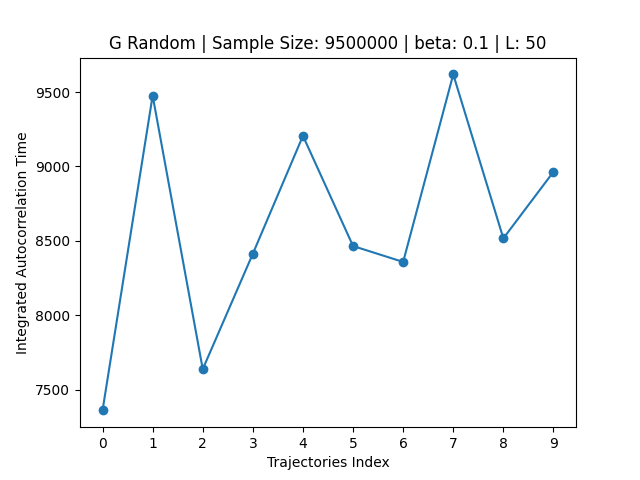 G Random | Sample Size: 9500000 | beta: 0.1 | L: 50
Integrated Autocorrelation Time
9500
9000
8500
8000
7500
0 1 2 3 4 5 6 7 8 9
Trajectories Index